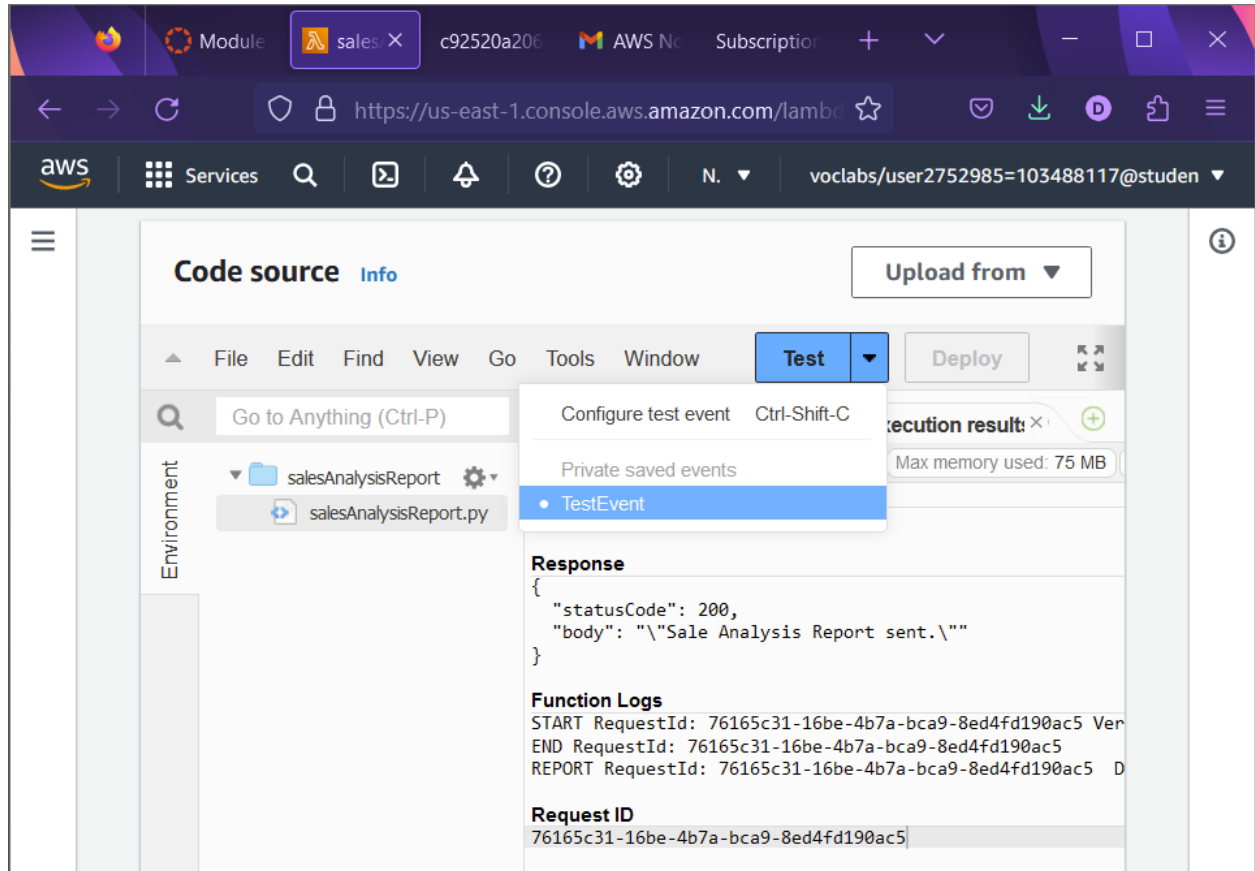 Module
sales
c92520a206
AWS No
Subscription
https://us-east-1.console.aws.amazon.com/lambd
D
aws
Services
N.
voclabs/user2752985=103488117@studen
Code source Info
Upload from
File Edit Find View Go Tools Window
Test
Deploy
Go to Anything (Ctrl-P)
Configure test event Ctrl-Shift-C
ecution results
Private saved events
Max memory used: 75 MB
TestEvent
Environment
salesAnalysisReport
salesAnalysisReport.py
Response
{
"statusCode": 200,
"body": "\"Sale Analysis Report sent.\""
}
Function Logs
START RequestId: 76165c31-16be-4b7a-bca9-8ed4fd190ac5 Ver
END RequestId: 76165c31-16be-4b7a-bca9-8ed4fd190ac5
REPORT RequestId: 76165c31-16be-4b7a-bca9-8ed4fd190ac5 D
Request ID
76165c31-16be-4b7a-bca9-8ed4fd190ac5